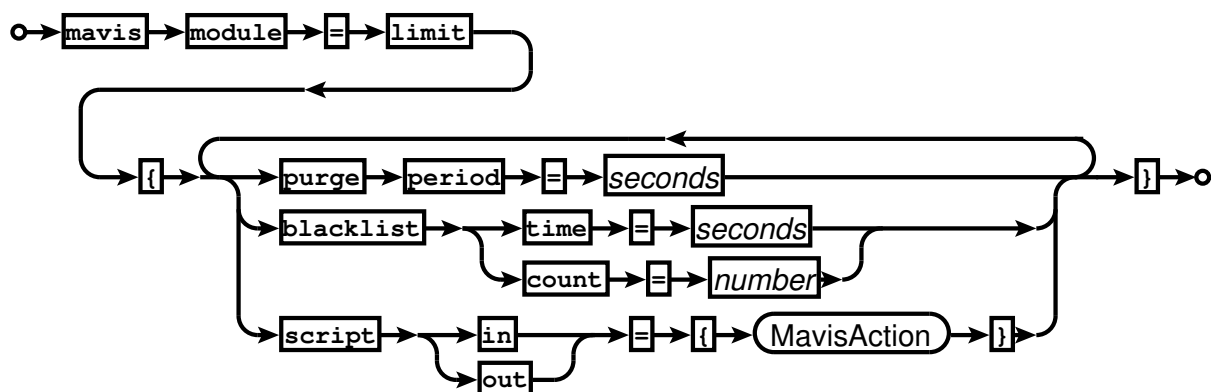 mavis module = limit
{ purge period = seconds }
blacklist time = seconds
count = number
script in = { MavisAction }
out